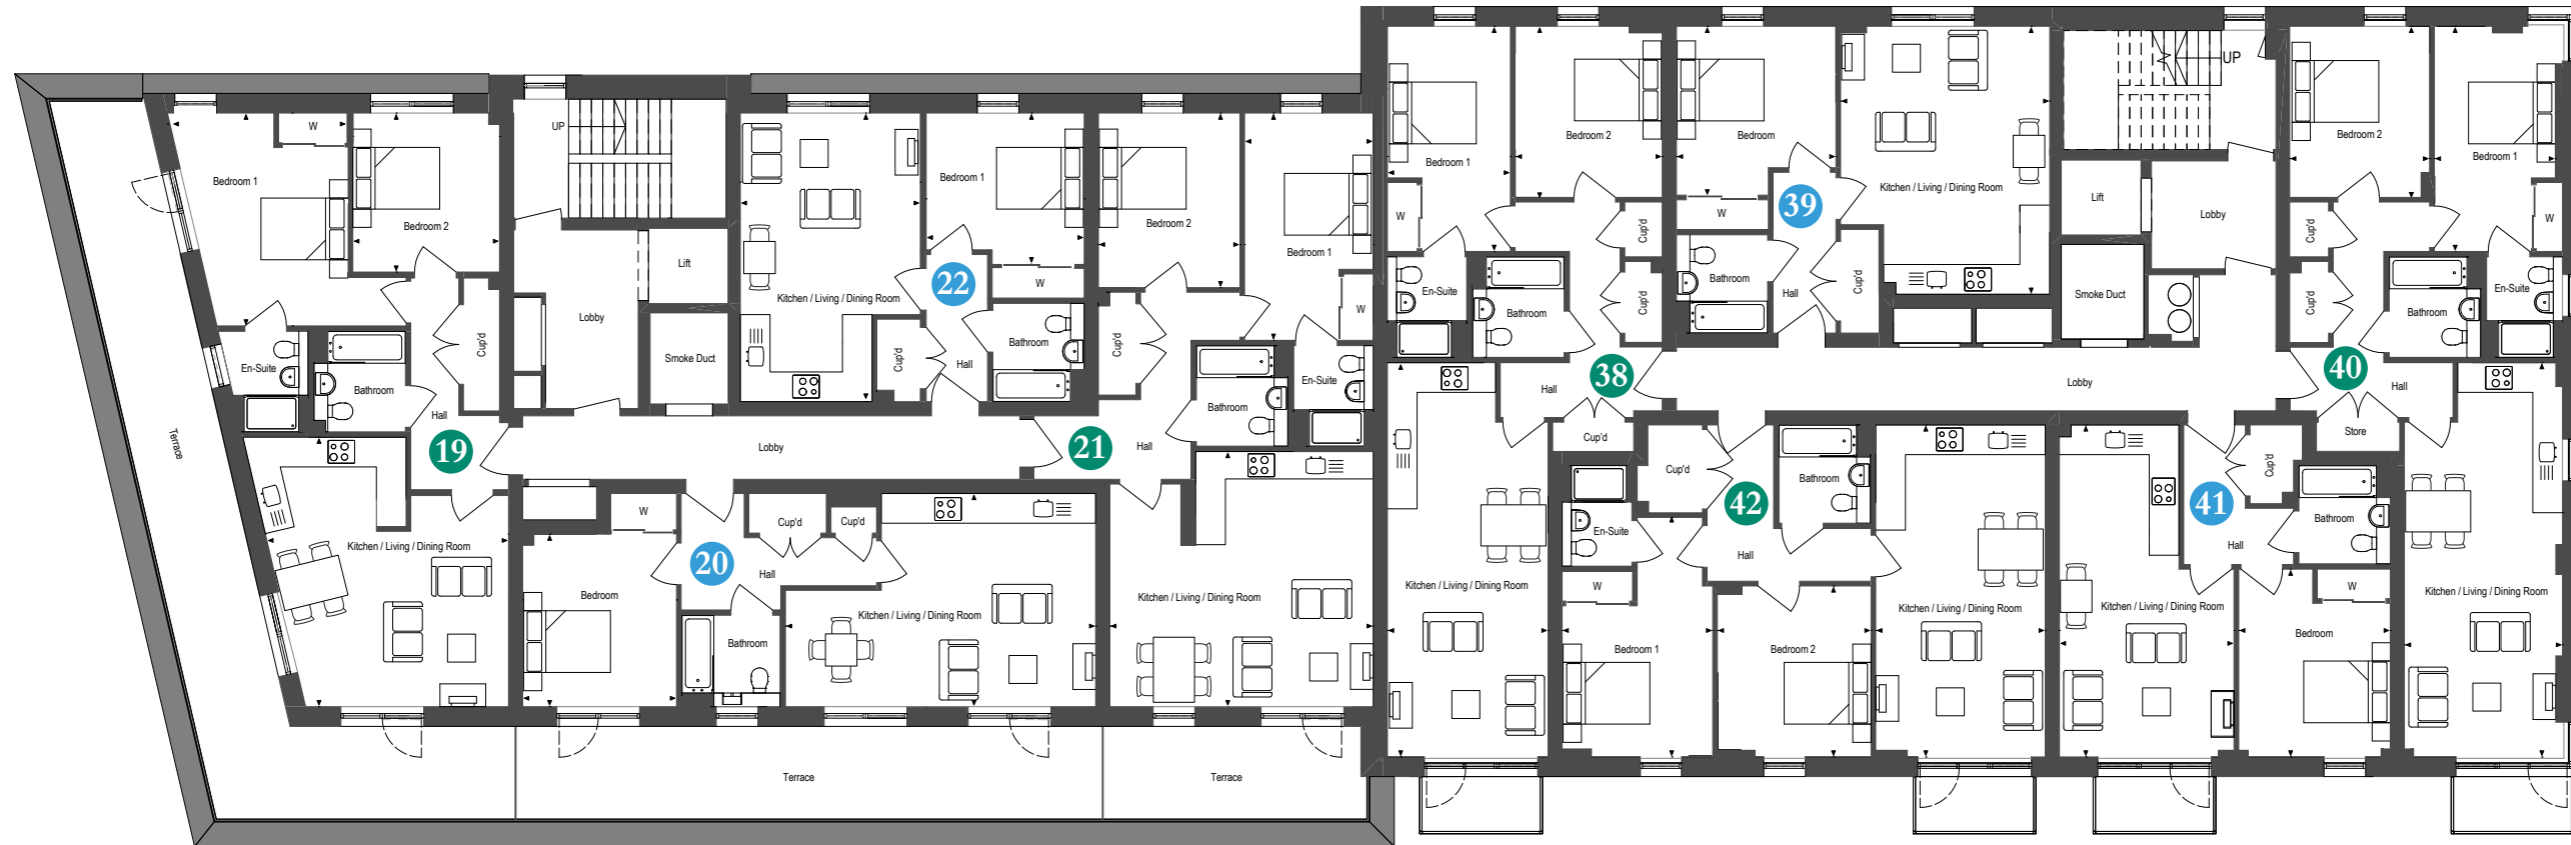 Terrace
Bedroom 1
W
Bedroom 2
En-Suite
Bathroom
Cup'd
Hall
19
Kitchen / Living / Dining Room
UP
Lobby
Lift
Smoke Duct
Lobby
Kitchen / Living / Dining Room
Bedroom 1
22
W
Cup'd
Hall
Bathroom
Bedroom 2
Bedroom 1
W
Cup'd
En-Suite
Bathroom
21
Hall
Kitchen / Living / Dining Room
W
Cup'd
Cup'd
20
Hall
Bedroom
Bathroom
Kitchen / Living / Dining Room
Terrace
Terrace
Bedroom 1
Bedroom 2
W
Cup'd
Cup'd
En-Suite
Bathroom
38
Hall
Cup'd
Kitchen / Living / Dining Room
Bedroom
39
W
Bathroom
Hall
Cup'd
Kitchen / Living / Dining Room
UP
Lift
Lobby
Smoke Duct
Lobby
Bedroom 2
Bedroom 1
W
Cup'd
Cup'd
En-Suite
Bathroom
40
Hall
Store
Kitchen / Living / Dining Room
Cup'd
42
Bathroom
En-Suite
Hall
W
Bedroom 1
Bedroom 2
Kitchen / Living / Dining Room
Cup'd
41
Bathroom
Hall
W
Bedroom
Kitchen / Living / Dining Room